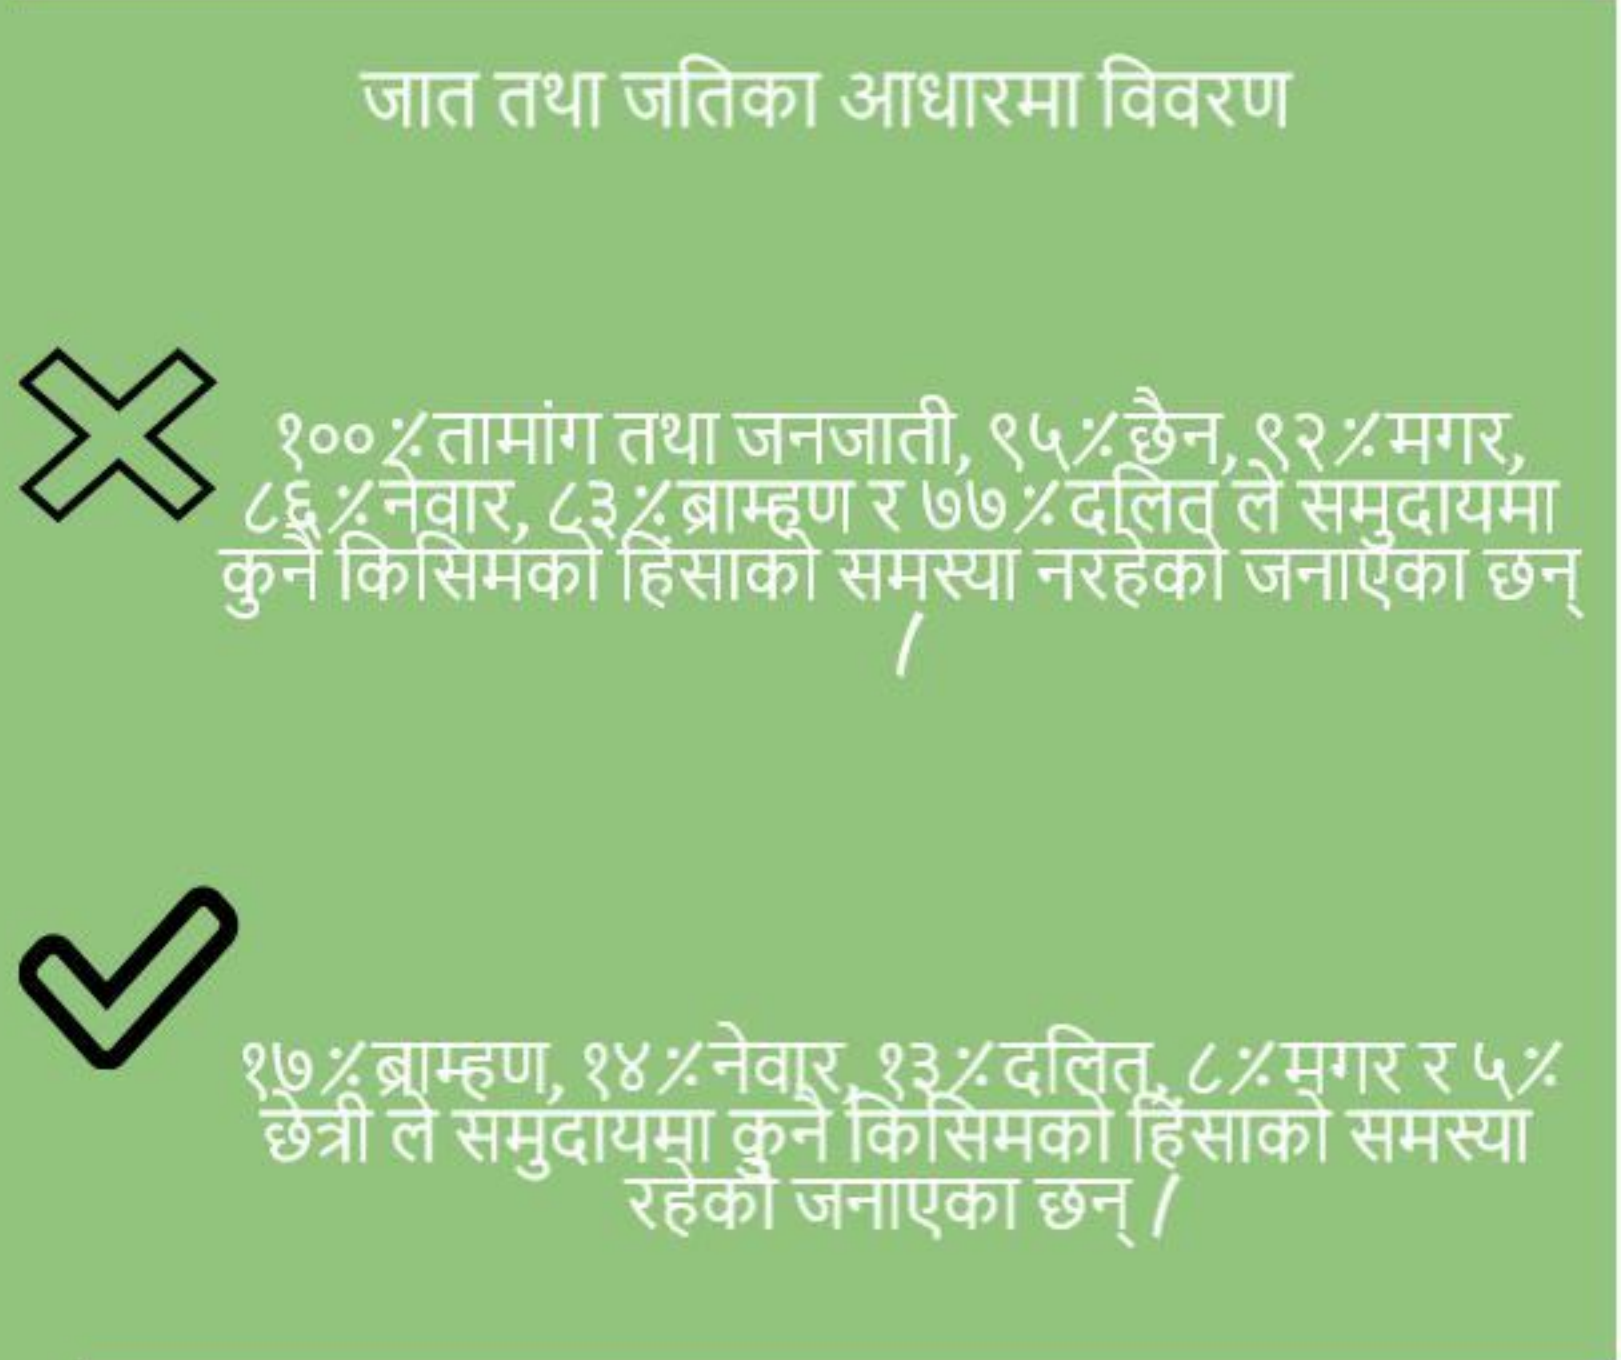 जात तथा जतिका आधारमा विवरण
१००٪तामांग तथा जनजाती, ९५٪छैन, ९२٪मगर,
८६٪नेवार, ८३٪ब्राम्हण र ७७٪दलित ले समुदायमा
कुनै किसिमको हिंसाको समस्या नरहेको जनाएका छन्
/
१७٪ब्राम्हण, १४٪नेवार, १३٪दलित, ८٪मगर र ५٪
छेत्री ले समुदायमा कुनै किसिमको हिंसाको समस्या
रहेको जनाएका छन् /